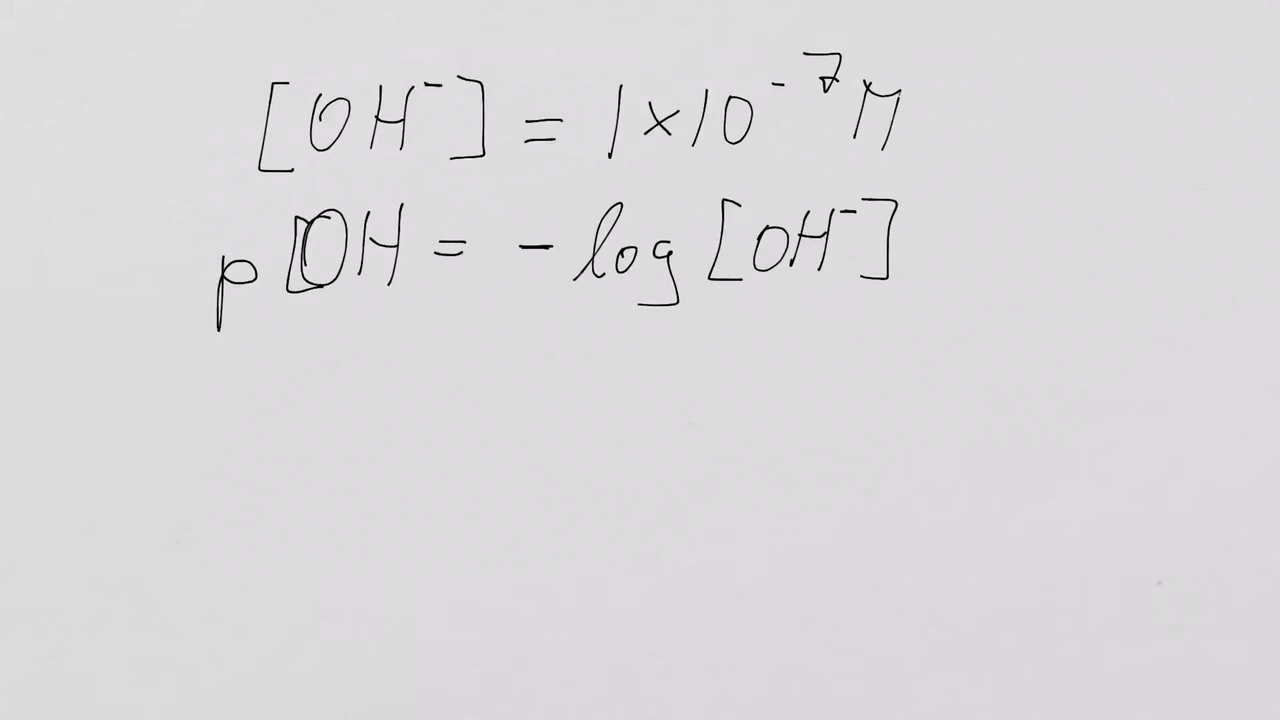 [OH⁻] = 1×10⁻⁷ M
pOH = - log [OH⁻]